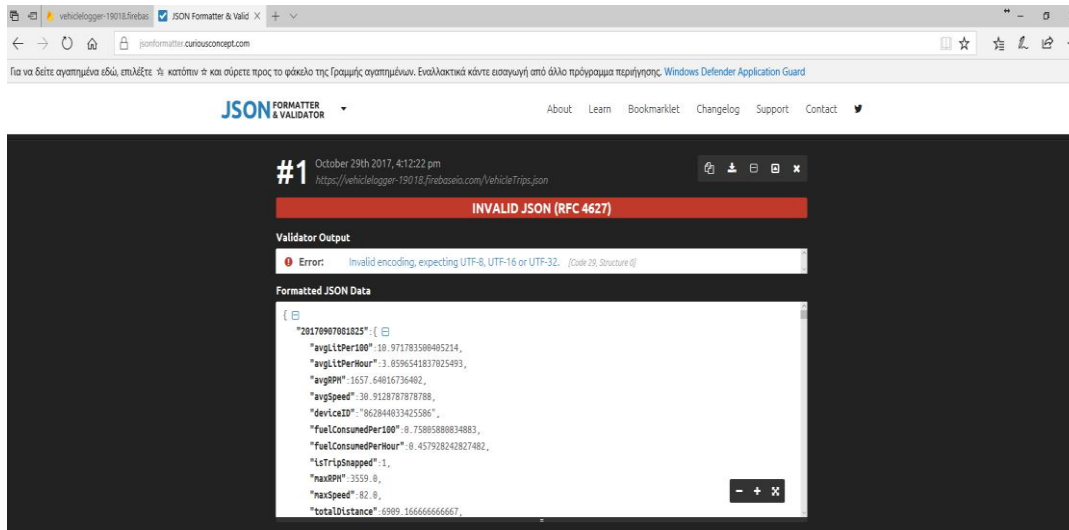 vehiclelogger-19018.firebas
JSON Formatter & Valid
jsonformatter.curiousconcept.com
Για να δείτε αγαπημένα εδώ, επιλέξτε ☆ κατόπιν ☆ και σύρετε προς το φάκελο της Γραμμής αγαπημένων. Εναλλακτικά κάντε εισαγωγή από άλλο πρόγραμμα περιήγησης. Windows Defender Application Guard
JSON FORMATTER & VALIDATOR
About Learn Bookmarklet Changelog Support Contact
#1 October 29th 2017, 4:12:22 pm
https://vehiclelogger-19018.firebaseio.com/VehicleTrips.json
INVALID JSON (RFC 4627)
Validator Output
Error: Invalid encoding, expecting UTF-8, UTF-16 or UTF-32. [Code 29, Structure 0]
Formatted JSON Data
{
"20170907081825":{
"avgLitPer100":10.971783500405214,
"avgLitPerHour":3.0596541837025493,
"avgRPM":1657.64016736402,
"avgSpeed":30.9128787878788,
"deviceID":"862844033425586",
"fuelConsumedPer100":0.75805880834883,
"fuelConsumedPerHour":0.457928242827482,
"isTripSnapped":1,
"maxRPM":3559.0,
"maxSpeed":82.0,
"totalDistance":6909.166666666667,